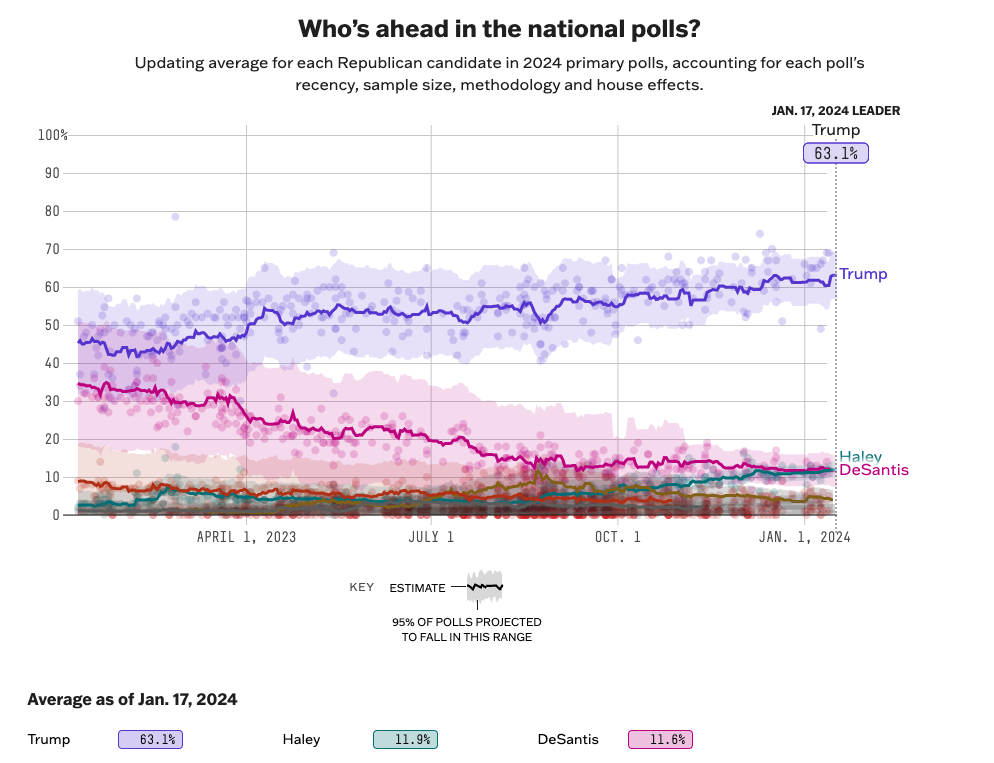 Who’s ahead in the national polls?
Updating average for each Republican candidate in 2024 primary polls, accounting for each poll’s
recency, sample size, methodology and house effects.
JAN. 17, 2024 LEADER
Trump
63.1%
100%
90
80
70
60
50
40
30
20
10
0
Trump
Haley
DeSantis
APRIL 1, 2023
JULY 1
OCT. 1
JAN. 1, 2024
KEY
ESTIMATE
95% OF POLLS PROJECTED
TO FALL IN THIS RANGE
Average as of Jan. 17, 2024
Trump 63.1% Haley 11.9% DeSantis 11.6%